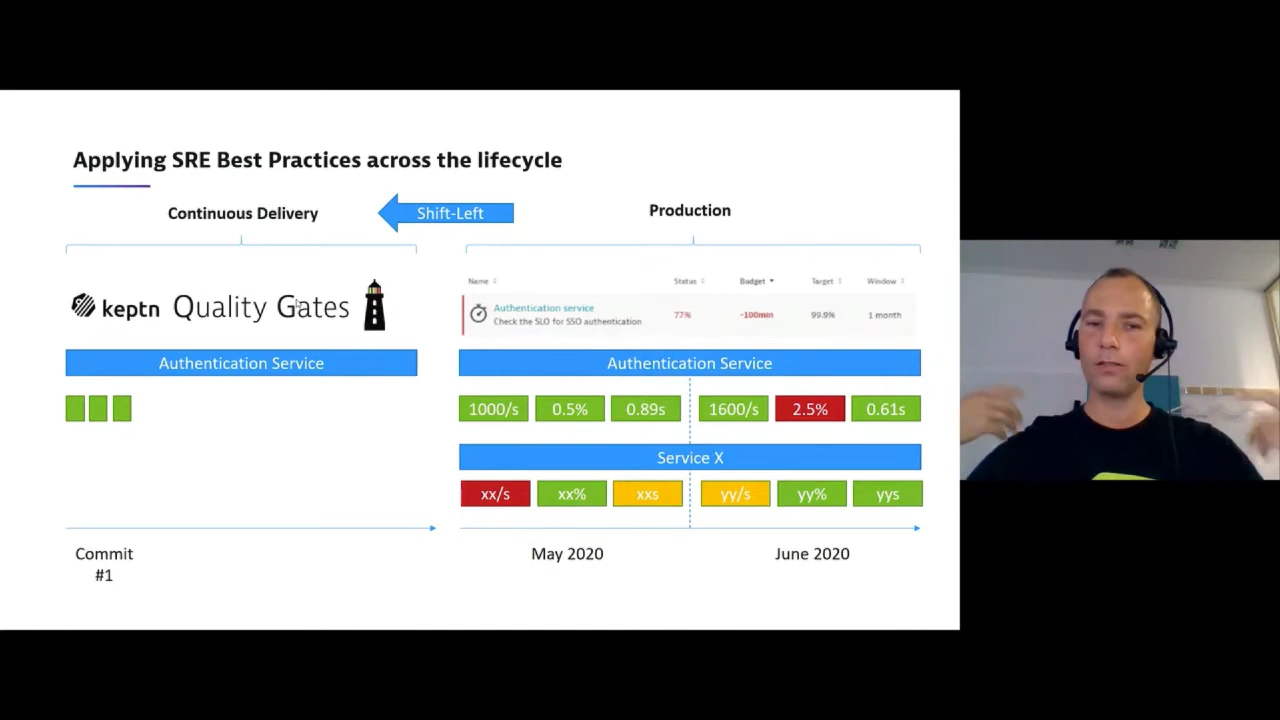 Applying SRE Best Practices across the lifecycle
Continuous Delivery
Shift-Left
Production
keptn Quality Gates
Name Status Budget Target Window
Authentication service
Check the SLO for SSO authentication
77% -100min 99.9% 1 month
Authentication Service
Authentication Service
1000/s 0.5% 0.89s 1600/s 2.5% 0.61s
Service X
xx/s xx% xxs yy/s yy% yys
Commit
#1
May 2020 June 2020